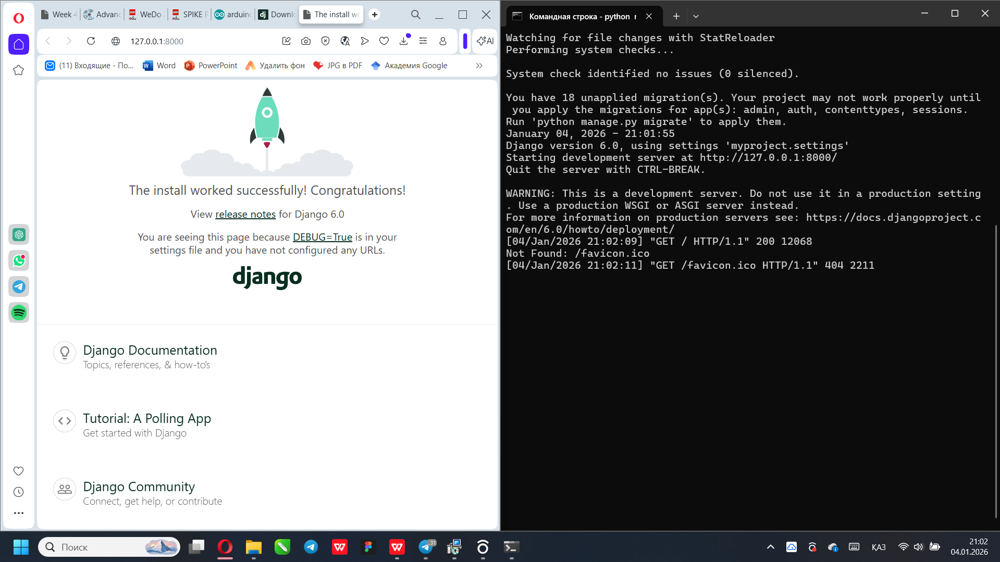 Week 4
Advanc
WeDo
SPIKE P
arduino
Downlo
The install wo
127.0.0.1:8000
AI
(11) Входящие - По...
Word
PowerPoint
Удалить фон
JPG в PDF
Академия Google
The install worked successfully! Congratulations!
View release notes for Django 6.0
You are seeing this page because DEBUG=True is in your
settings file and you have not configured any URLs.
django
Django Documentation
Topics, references, & how-to's
Tutorial: A Polling App
Get started with Django
Django Community
Connect, get help, or contribute
Командная строка - python r
Watching for file changes with StatReloader
Performing system checks...
System check identified no issues (0 silenced).
You have 18 unapplied migration(s). Your project may not work properly until
you apply the migrations for app(s): admin, auth, contenttypes, sessions.
Run 'python manage.py migrate' to apply them.
January 04, 2026 - 21:01:55
Django version 6.0, using settings 'myproject.settings'
Starting development server at http://127.0.0.1:8000/
Quit the server with CTRL-BREAK.
WARNING: This is a development server. Do not use it in a production setting
. Use a production WSGI or ASGI server instead.
For more information on production servers see: https://docs.djangoproject.c
om/en/6.0/howto/deployment/
[04/Jan/2026 21:02:09] "GET / HTTP/1.1" 200 12068
Not Found: /favicon.ico
[04/Jan/2026 21:02:11] "GET /favicon.ico HTTP/1.1" 404 2211
Поиск
31
ҚАЗ
21:02
04.01.2026